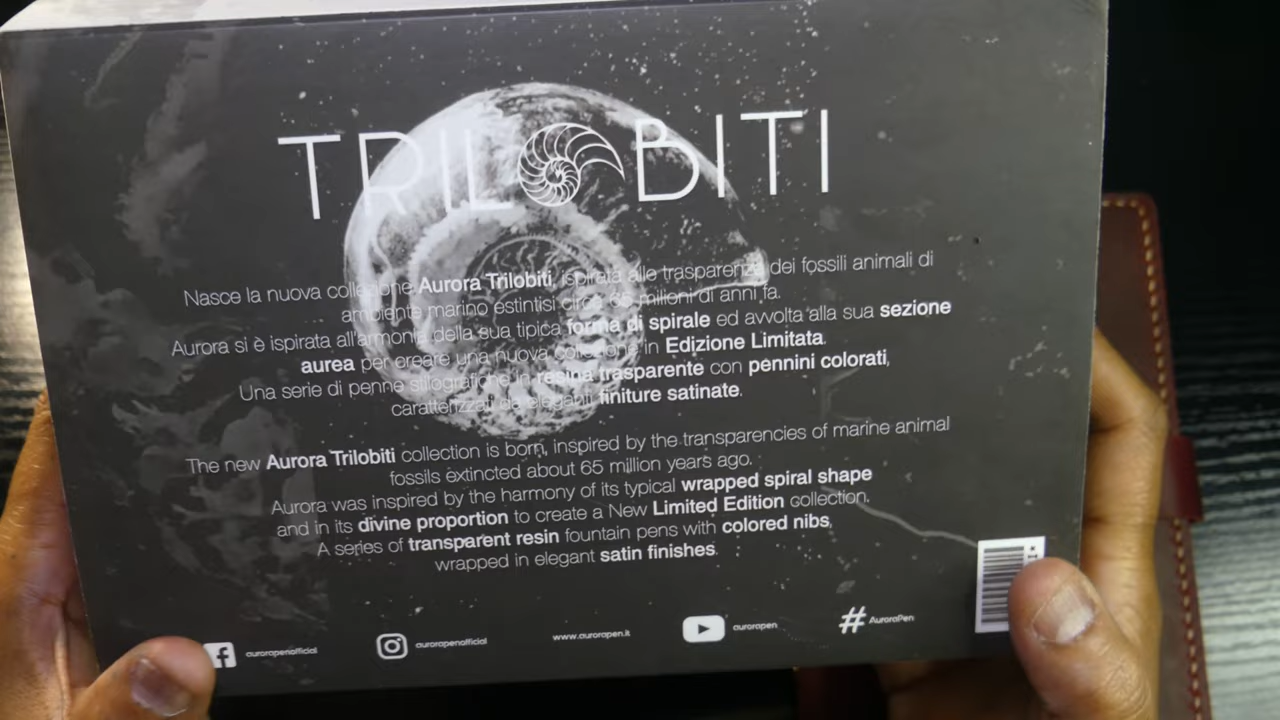 TRILOBITI
Nasce la nuova collezione Aurora Trilobiti, ispirata alle trasparenze dei fossili animali di
ambiente marino estintisi circa 65 milioni di anni fa.
Aurora si è ispirata all'armonia della sua tipica forma di spirale ed avvolta alla sua sezione
aurea per creare una nuova collezione in Edizione Limitata.
Una serie di penne stilografiche in resina trasparente con pennini colorati,
caratterizzati da eleganti finiture satinate.
The new Aurora Trilobiti collection is born, inspired by the transparencies of marine animal
fossils extincted about 65 million years ago.
Aurora was inspired by the harmony of its typical wrapped spiral shape
and in its divine proportion to create a New Limited Edition collection.
A series of transparent resin fountain pens with colored nibs,
wrapped in elegant satin finishes.
aurorapenofficial aurorapenofficial www.aurorapen.it aurorapen # AuroraPen